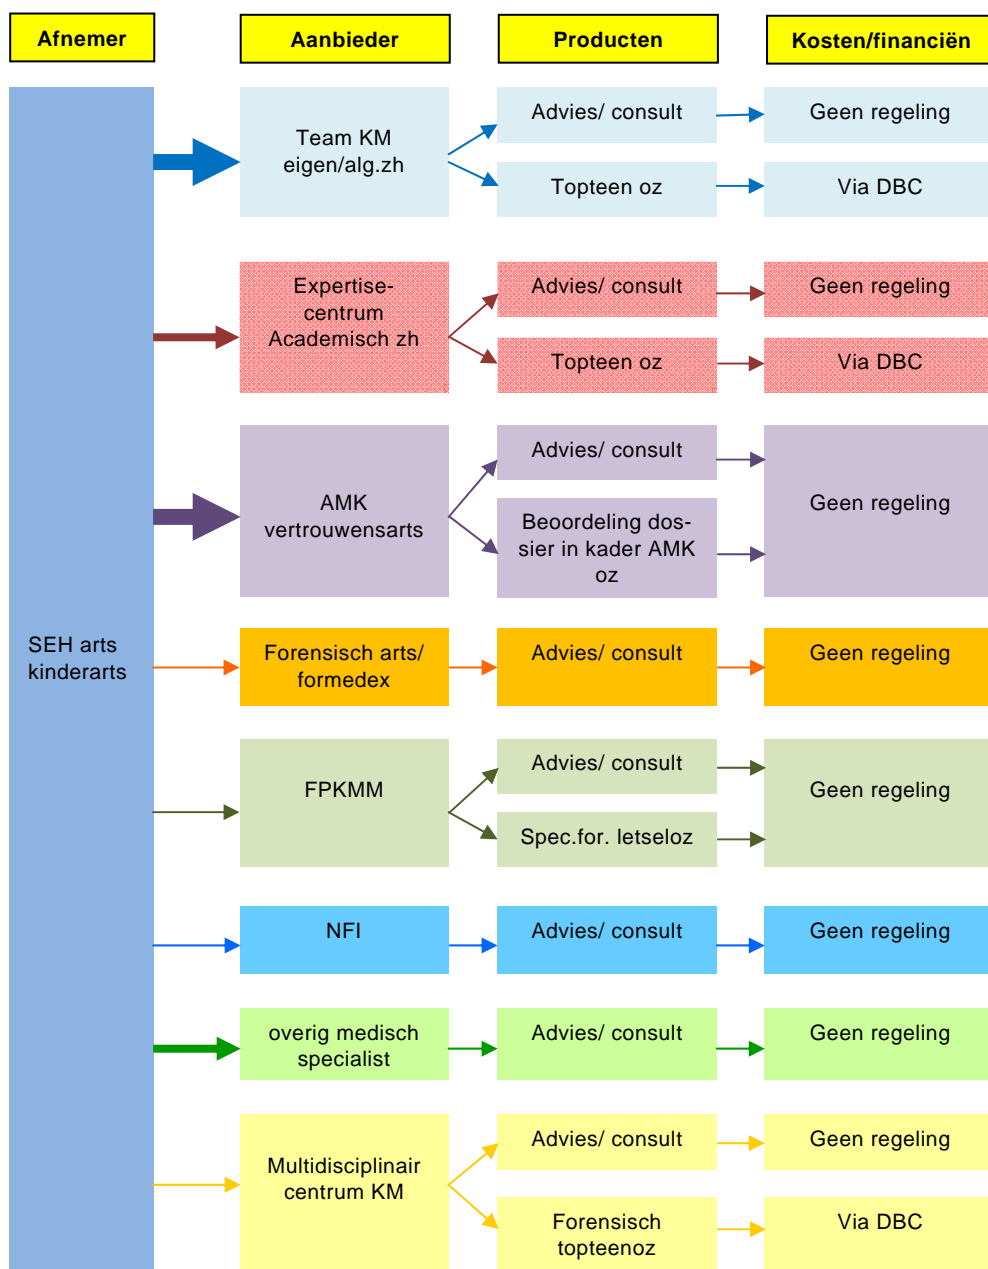 Afnemer
Aanbieder
Producten
Kosten/financiën
SEH arts
kinderarts
Team KM
eigen/alg.zh
Advies/ consult
Geen regeling
Topteen oz
Via DBC
Expertise-
centrum
Academisch zh
Advies/ consult
Geen regeling
Topteen oz
Via DBC
AMK
vertrouwensarts
Advies/ consult
Beoordeling dos-
sier in kader AMK
oz
Geen regeling
Forensisch arts/
formedex
Advies/ consult
Geen regeling
FPKMM
Advies/ consult
Spec.for. letseloz
Geen regeling
NFI
Advies/ consult
Geen regeling
overig medisch
specialist
Advies/ consult
Geen regeling
Multidisciplinair
centrum KM
Advies/ consult
Geen regeling
Forensisch
topteenoz
Via DBC